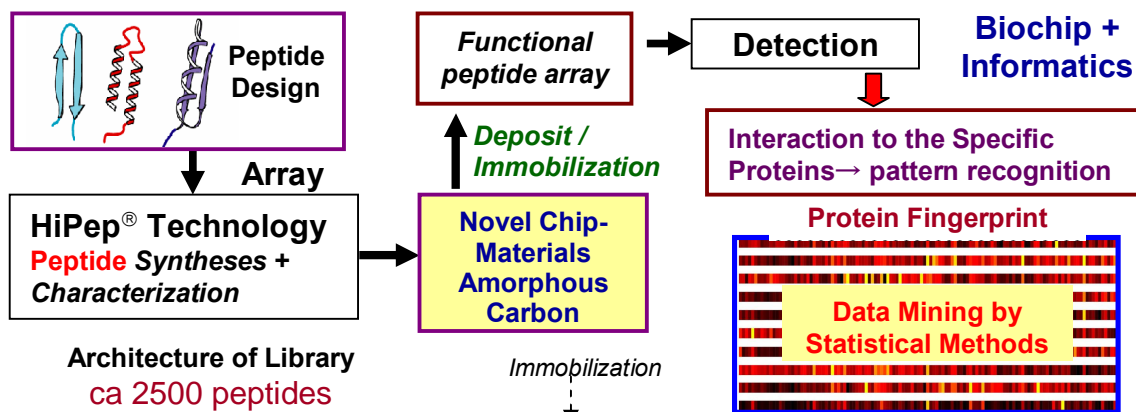 Peptide
Design
Array
HiPep® Technology
Peptide Syntheses +
Characterization
Architecture of Library
ca 2500 peptides
Functional
peptide array
Deposit /
Immobilization
Novel Chip-
Materials
Amorphous
Carbon
Immobilization
Detection
Biochip +
Informatics
Interaction to the Specific
Proteins→ pattern recognition
Protein Fingerprint
Data Mining by
Statistical Methods